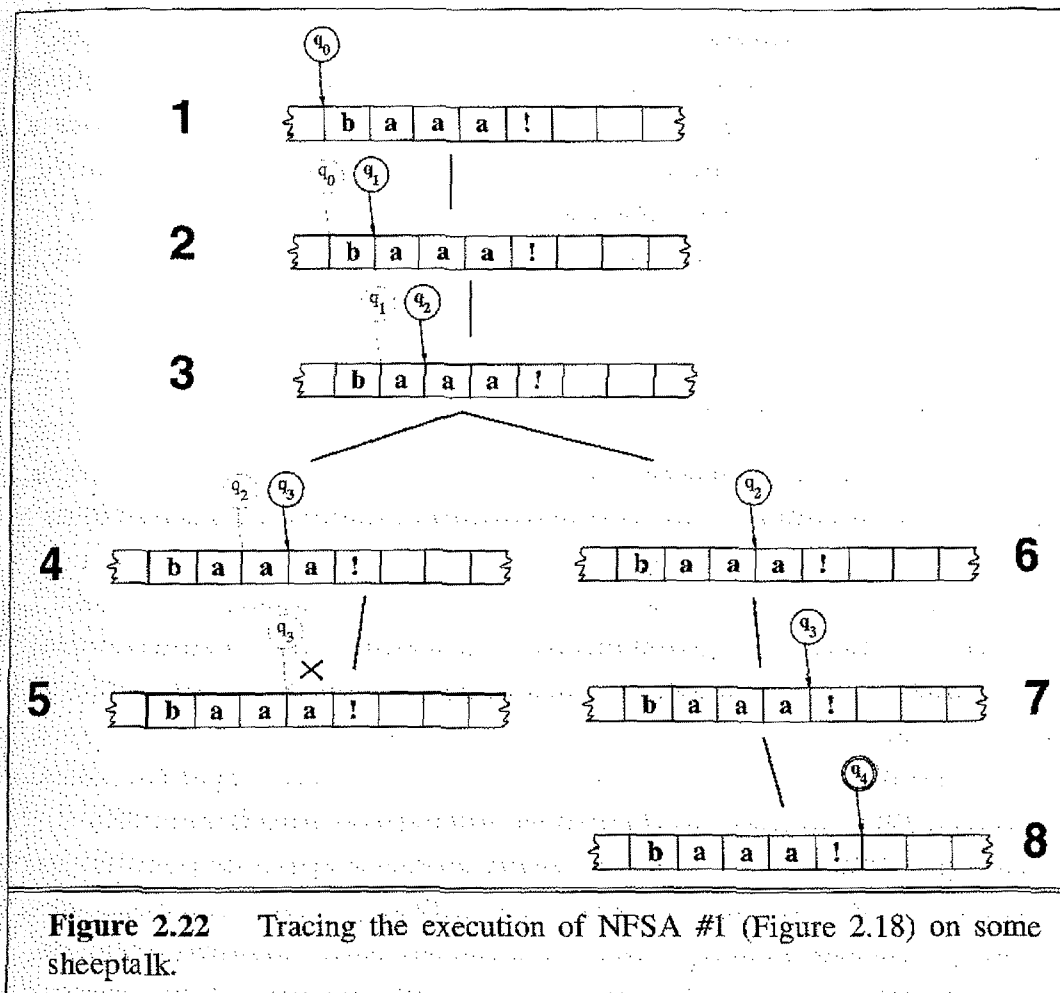 q0
1
b a a a !
q0 q1
2
b a a a !
q1 q2
3
b a a a !
q2 q3
q2
4
b a a a !
b a a a !
6
q3
q3
5
b a a a !
b a a a !
7
q4
b a a a !
8
Figure 2.22 Tracing the execution of NFSA #1 (Figure 2.18) on some
sheeptalk.